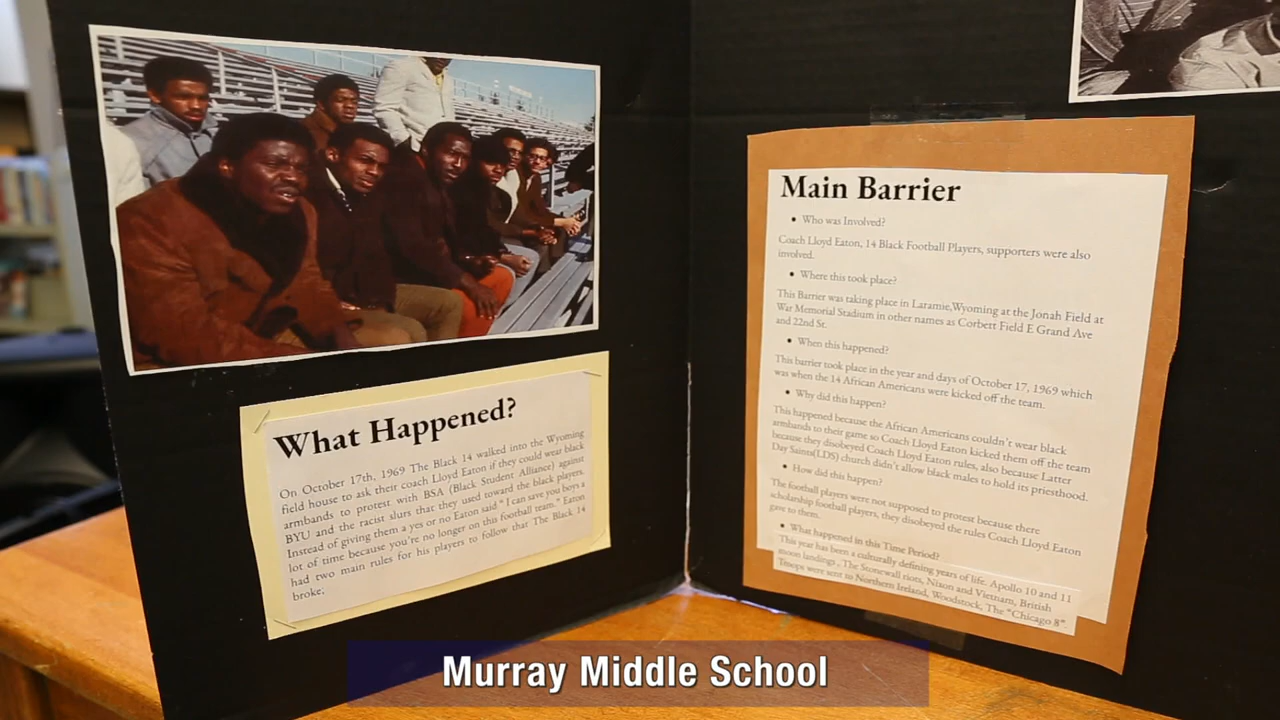 What Happened?
On October 17th, 1969 The Black 14 walked into the Wyoming
field house to ask their coach Lloyd Eaton if they could wear black
armbands to protest with BSA (Black Student Alliance) against
BYU and the racist slurs that they used toward the black players.
Instead of giving them a yes or no Eaton said " I can save you boys a
lot of time because you're no longer on this football team." Eaton
had two main rules for his players to follow that The Black 14
broke;
Main Barrier
• Who was Involved?
Coach Lloyd Eaton, 14 Black Football Players, supporters were also
involved.
• Where this took place?
This Barrier was taking place in Laramie,Wyoming at the Jonah Field at
War Memorial Stadium in other names as Corbett Field E Grand Ave
and 22nd St.
• When this happened?
This barrier took place in the year and days of October 17, 1969 which
was when the 14 African Americans were kicked off the team.
• Why did this happen?
This happened because the African Americans couldn't wear black
armbands to their game so Coach Lloyd Eaton kicked them off the team
because they disobeyed Coach Lloyd Eaton rules, also because Latter
Day Saints(LDS) church didn't allow black males to hold its priesthood.
• How did this happen?
The football players were not supposed to protest because there
scholarship football players, they disobeyed the rules Coach Lloyd Eaton
gave to them.
• What happened in this Time Period?
This year has been a culturally defining years of life. Apollo 10 and 11
moon landings , The Stonewall riots, Nixon and Vietnam, British
Troops were sent to Northern Ireland, Woodstock, The "Chicago 8".
Murray Middle School